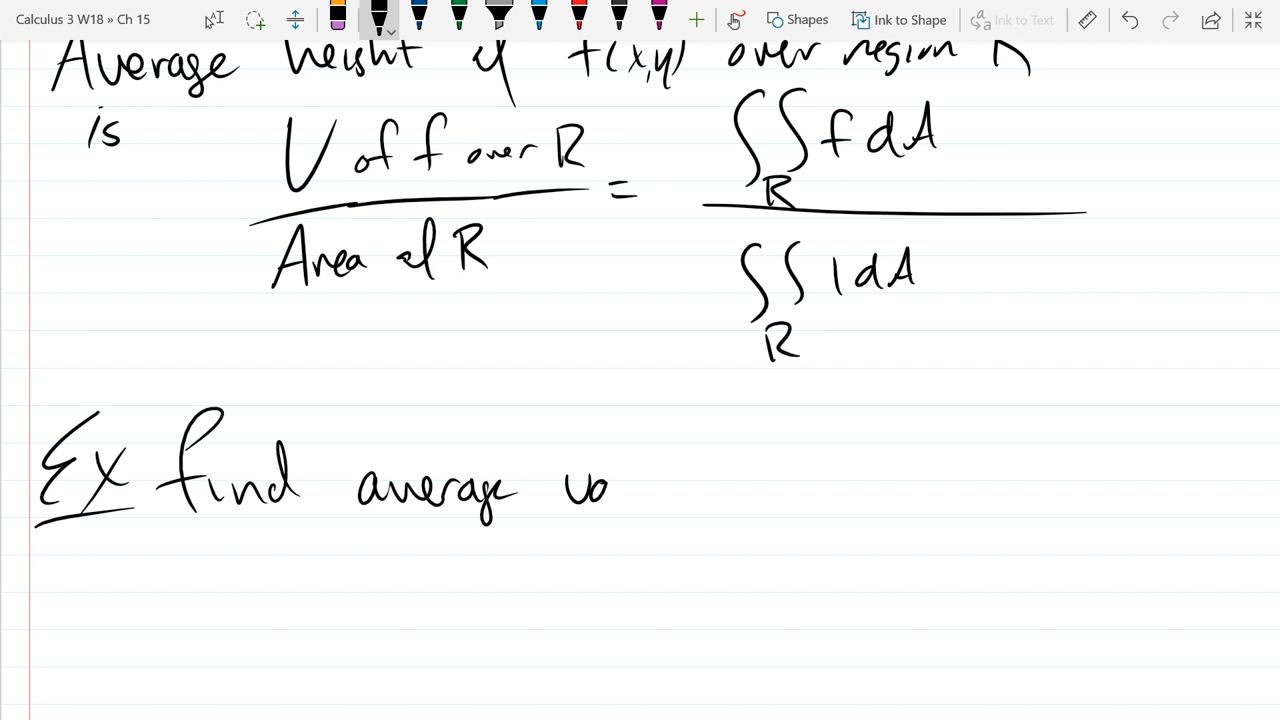 Calculus 3 W18 » Ch 15
Shapes
Ink to Shape
Ink to Text
Average height of f(x,y) over region R
is
V of f over R
Area of R
=
∫∫ f dA
R
∫∫ 1 dA
R
Ex Find average vo